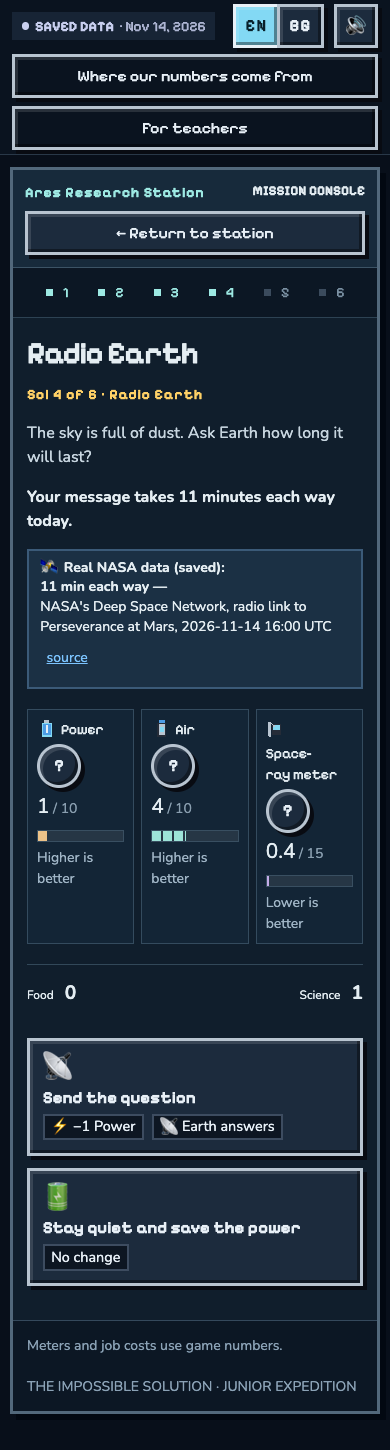 SAVED DATA · Nov 14, 2026
EN
Where our numbers come from
For teachers
Ares Research Station
MISSION CONSOLE
← Return to station
1 2 3 4 5 6
Radio Earth
Sol 4 of 6 · Radio Earth
The sky is full of dust. Ask Earth how long it
will last?
Your message takes 11 minutes each way
today.
Real NASA data (saved):
11 min each way —
NASA's Deep Space Network, radio link to
Perseverance at Mars, 2026-11-14 16:00 UTC
source
Power
?
1 / 10
Higher is
better
Air
?
4 / 10
Higher is
better
Space-
ray meter
?
0.4 / 15
Lower is
better
Food 0
Science 1
Send the question
−1 Power
Earth answers
Stay quiet and save the power
No change
Meters and job costs use game numbers.
THE IMPOSSIBLE SOLUTION · JUNIOR EXPEDITION